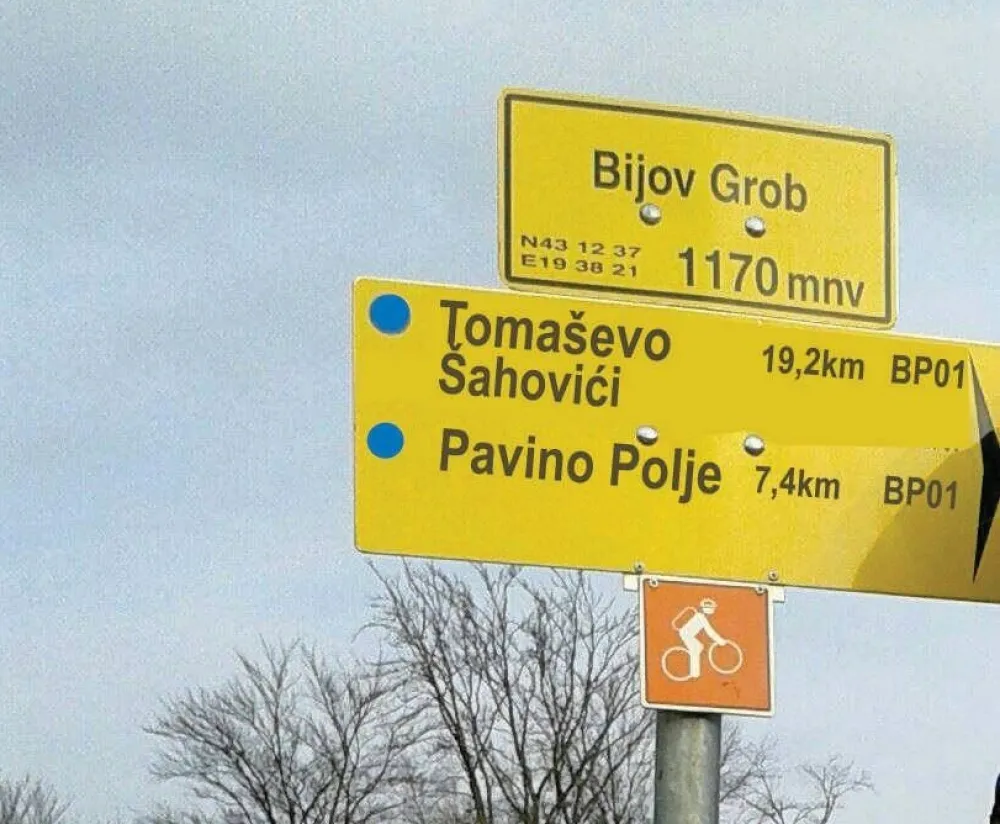 Bijov Grob
N43 12 37
E19 38 21
1170 mnv
Tomaševo
Šahovići
19,2km BP01
Pavino Polje 7,4km BP01